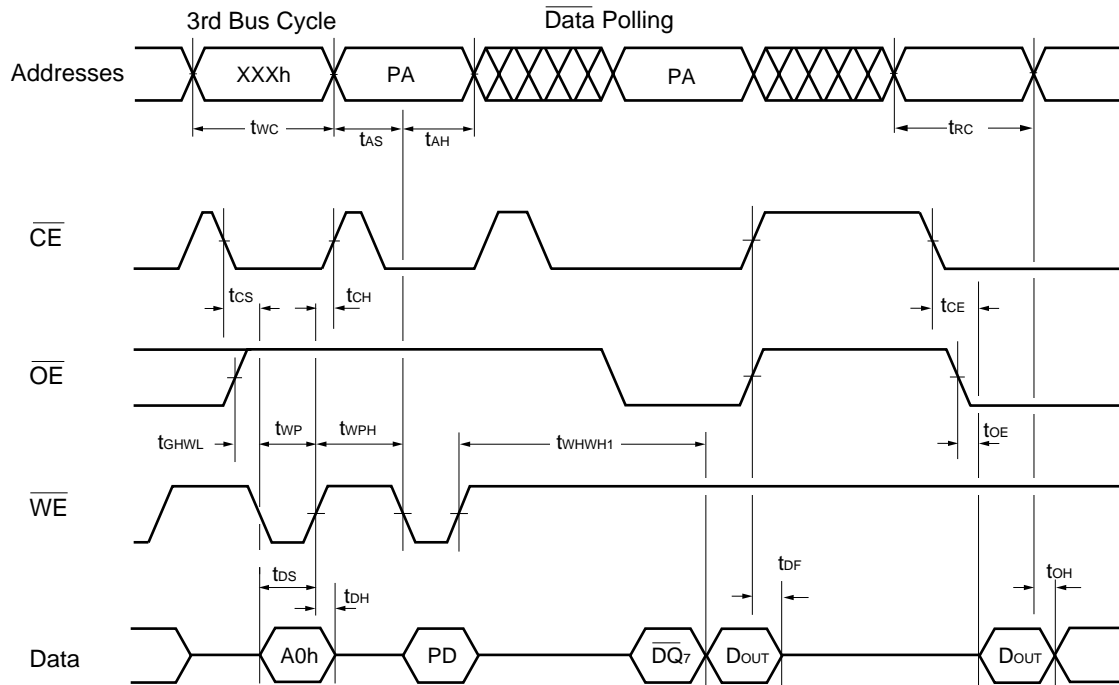 3rd Bus Cycle
Data Polling
Addresses
XXXh
PA
PA
tWC
tAS
tAH
tRC
CE
tCS
tCH
tCE
OE
tGHWL
tWP
tWPH
tWHWH1
tOE
WE
tDS
tDH
tDF
tOH
Data
A0h
PD
DQ7
DOUT
DOUT